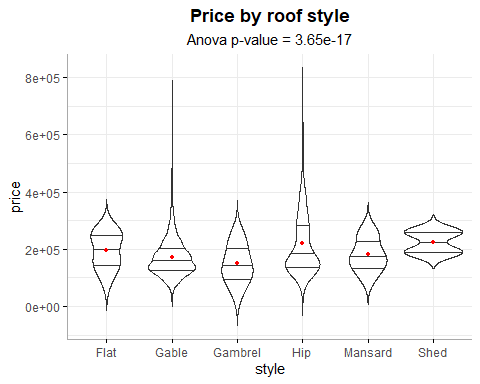 Price by roof style
Anova p-value = 3.65e-17
8e+05
6e+05
4e+05
2e+05
0e+00
price
Flat Gable Gambrel Hip Mansard Shed
style